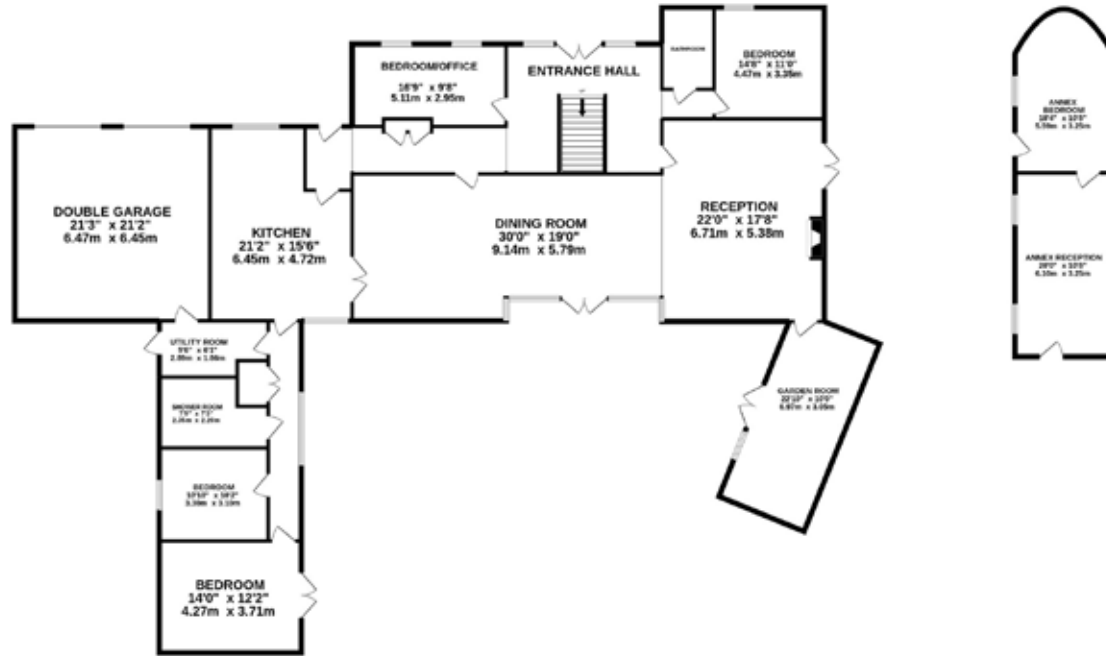 BEDROOM/OFFICE
16'9" x 9'8"
5.11m x 2.95m
ENTRANCE HALL
BATHROOM
BEDROOM
14'8" x 11'0"
4.47m x 3.35m
DOUBLE GARAGE
21'3" x 21'2"
6.47m x 6.45m
KITCHEN
21'2" x 15'6"
6.45m x 4.72m
DINING ROOM
30'0" x 19'0"
9.14m x 5.79m
RECEPTION
22'0" x 17'8"
6.71m x 5.38m
UTILITY ROOM
SHOWER ROOM
BEDROOM
BEDROOM
14'0" x 12'2"
4.27m x 3.71m
GARDEN ROOM
ANNEX
BEDROOM
ANNEX RECEPTION